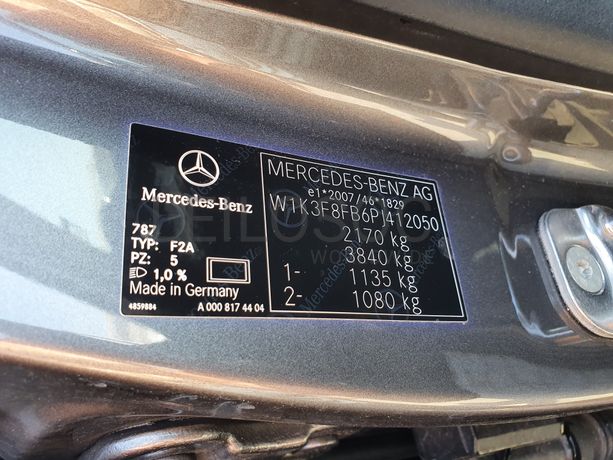 Mercedes-Benz
787
TYP: F2A
PZ: 5
1,0 %
Made in Germany
4859884
A 000 817 44 04
MERCEDES-BENZ AG
e1*2007/46*1829
W1K3F8FB6PJ412050
2170 kg
3840 kg
1- 1135 kg
2- 1080 kg